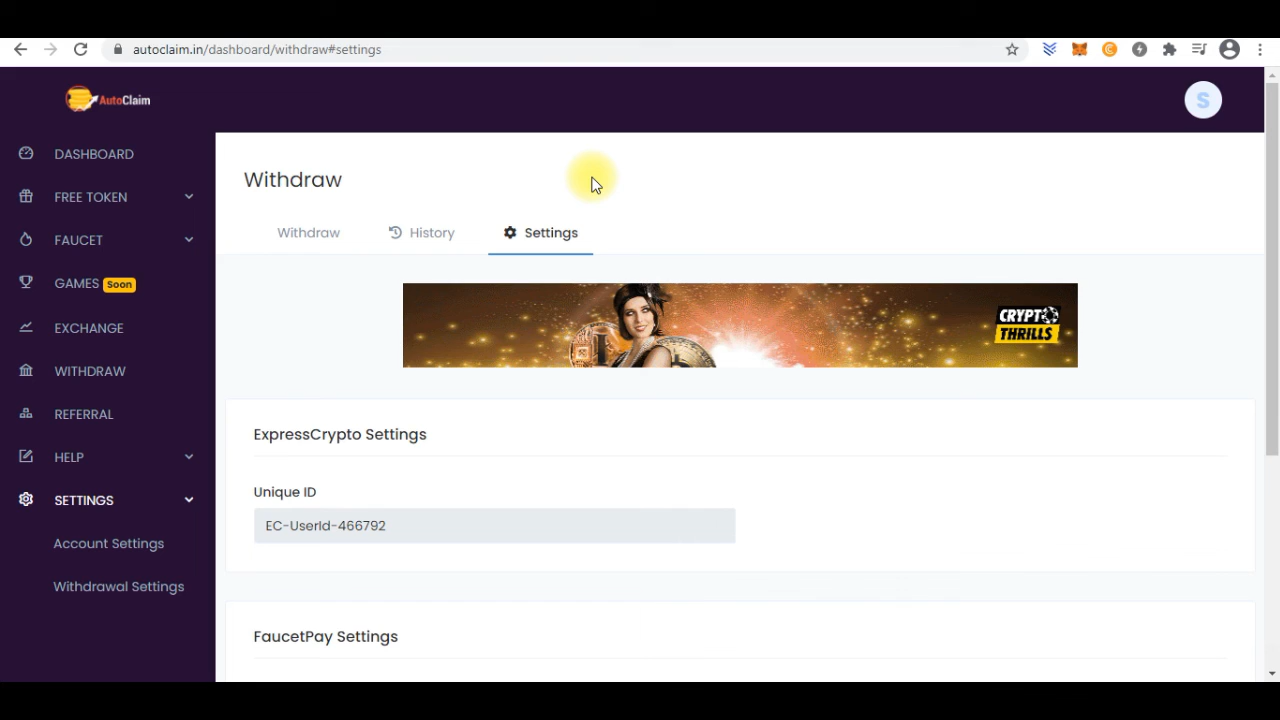 autoclaim.in/dashboard/withdraw#settings
AutoClaim
S
DASHBOARD
FREE TOKEN
FAUCET
GAMES Soon
EXCHANGE
WITHDRAW
REFERRAL
HELP
SETTINGS
Account Settings
Withdrawal Settings
Withdraw
Withdraw History Settings
CRYPTO
THRILLS
ExpressCrypto Settings
Unique ID
EC-UserId-466792
FaucetPay Settings